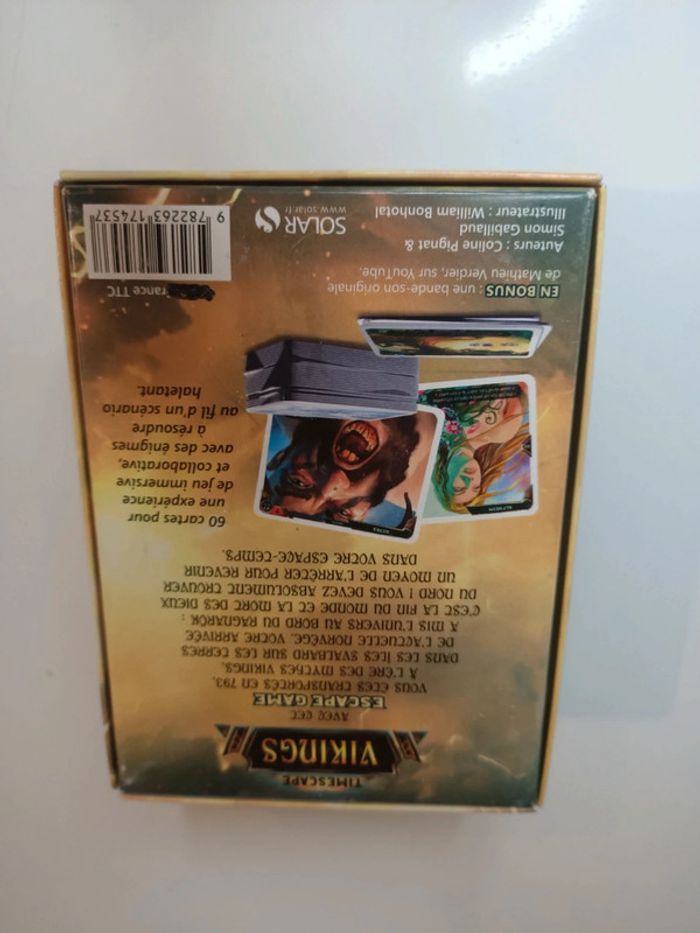 TIMESCAPE
VIKINGS
AVEC CET
ESCAPE GAME
VOUS ÊTES TRANSPORTÉS EN 793,
À L'ÈRE DES MYTHES VIKINGS,
DANS LES ÎLES SVALBARD SUR LES TERRES
DE L'ACTUELLE NORVÈGE. VOTRE ARRIVÉE
A MIS L'UNIVERS AU BORD DU RAGNARÖK :
C'EST LA FIN DU MONDE ET LA MORT DES DIEUX
DU NORD ! VOUS DEVEZ ABSOLUMENT TROUVER
UN MOYEN DE L'ARRÊTER POUR REVENIR
DANS VOTRE ESPACE-TEMPS.
60 cartes pour
une expérience
de jeu immersive
et collaborative,
avec des énigmes
à résoudre
au fil d'un scénario
haletant.
EN BONUS : une bande-son originale
de Mathieu Verdier, sur YouTube.
Auteurs : Coline Pignat &
Simon Gabillaud
Illustrateur : William Bonhotal
SOLAR
www.solar.fr
rance TTC
9 782263 174537